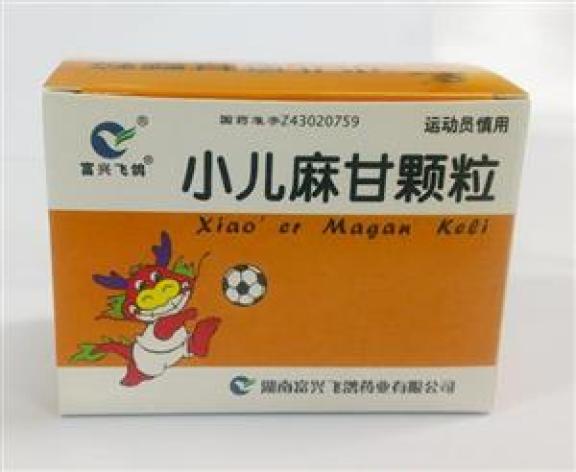 国药准字Z43020759
运动员慎用
®
富兴飞鸽®
小儿麻甘颗粒
Xiao' er Magan Keli
湖南富兴飞鸽药业有限公司